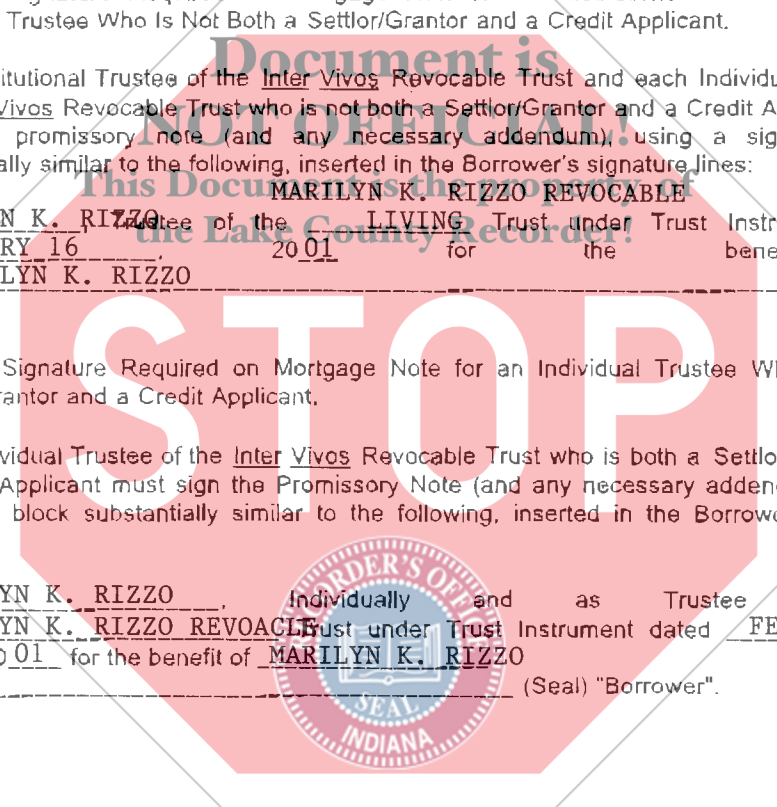 Trustee Who Is Not Both a Settlor/Grantor and a Credit Applicant.
Document is
itutional Trustee of the Inter Vivos Revocable Trust and each Individu
Vivos Revocable Trust who is not both a Settlor/Grantor and a Credit A
NOT OFFICIAL!
promissory note (and any necessary addendum), using a sig
ally similar to the following, inserted in the Borrower's signature lines:
This Document is the property of
MARILYN K. RIZZO REVOCABLE
N K. RIZZO Trustee of the LIVING Trust under Trust Instr
the Lake County Recorder!
RY 16, 20 01 for the bene
LYN K. RIZZO
STOP
Signature Required on Mortgage Note for an Individual Trustee W
rantor and a Credit Applicant.
vidual Trustee of the Inter Vivos Revocable Trust who is both a Settlo
Applicant must sign the Promissory Note (and any necessary adden
block substantially similar to the following, inserted in the Borrow
YN K. RIZZO, Individually and as Trustee
YN K. RIZZO REVOACLE Trust under Trust Instrument dated FE
01 for the benefit of MARILYN K. RIZZO
(Seal) "Borrower".
RECORDER'S OFFICE
SEAL
INDIANA